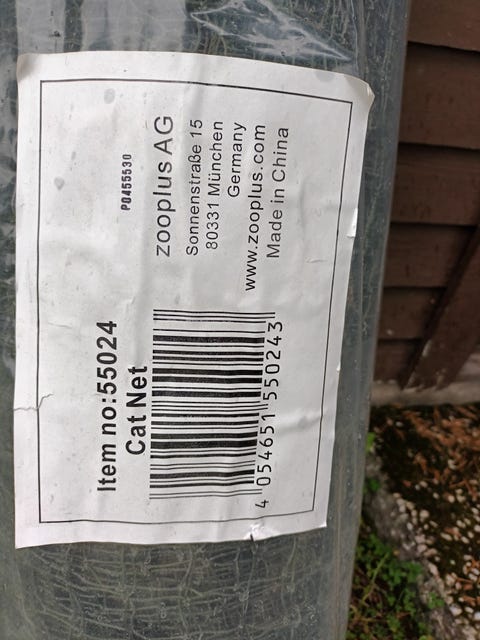 Item no:55024
Cat Net
4 054651 550243
P0455530
zooplus AG
Sonnenstraße 15
80331 München
Germany
www.zooplus.com
Made in China